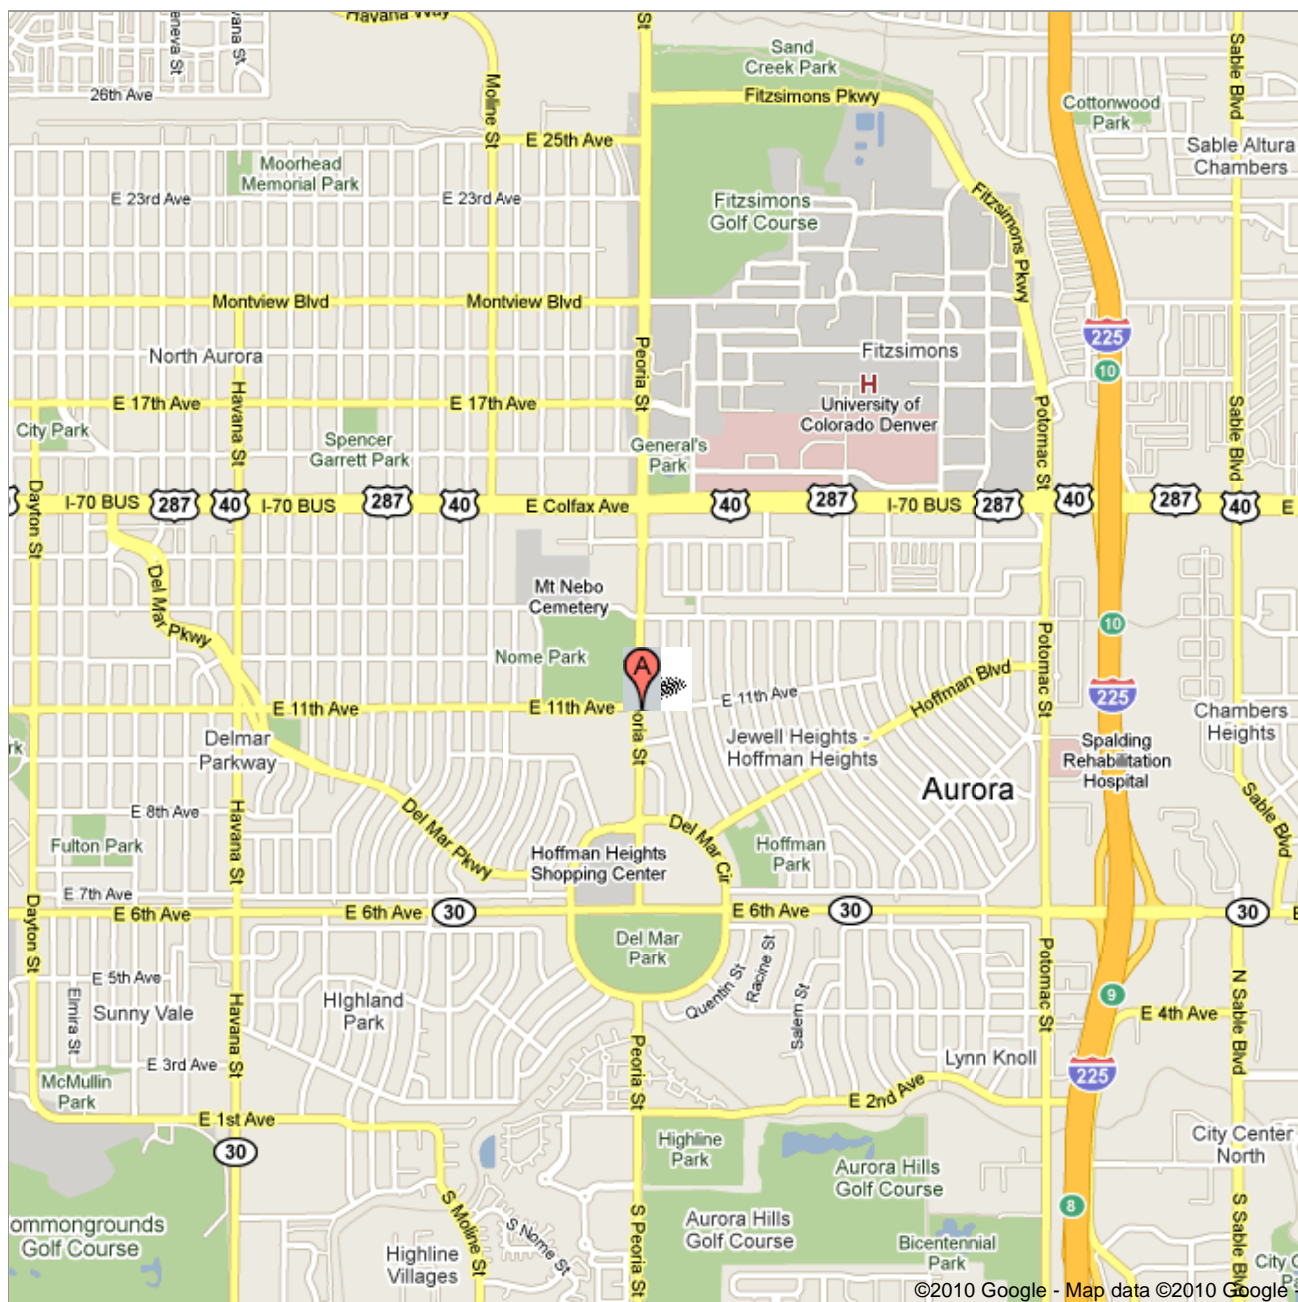 Havana Way
St
Sand
Creek Park
Sable Blvd
Geneva St
26th Ave
Moline St
Fitzsimons Pkwy
Cottonwood
Park
E 25th Ave
Sable Altura
Chambers
Moorhead
Memorial Park
E 23rd Ave
E 23rd Ave
Fitzsimons
Golf Course
Fitzsimons Pkwy
Montview Blvd
Montview Blvd
225
North Aurora
Peoria St
Fitzsimons
10
H
E 17th Ave
E 17th Ave
Havana St
University of
Colorado Denver
Potomac St
Sable Blvd
City Park
Spencer
Garrett Park
General's
Park
I-70 BUS
287
40
I-70 BUS
287
40
E Colfax Ave
40
287
I-70 BUS
287
40
287
40
E
Dayton St
Del Mar Pkwy
Mt Nebo
Cemetery
10
Nome Park
A
Potomac St
Hoffman Blvd
225
E 11th Ave
E 11th Ave
E 11th Ave
oria St
Chambers
Heights
Delmar
Parkway
Jewell Heights -
Hoffman Heights
Spalding
Rehabilitation
Hospital
rk
Aurora
E 8th Ave
Havana St
Del Mar Pkwy
Del Mar Cir
Sable Blvd
Fulton Park
Hoffman Heights
Shopping Center
Hoffman
Park
E 7th Ave
E 6th Ave
E 6th Ave
30
E 6th Ave
30
30
E
Dayton St
Del Mar
Park
Potomac St
E 5th Ave
Elmira St
Sunny Vale
HIghland
Park
Havana St
Quentin St
Racine St
Salem St
9
E 4th Ave
N Sable Blvd
E 3rd Ave
Peoria St
Lynn Knoll
McMullin
Park
E 2nd Ave
225
E 1st Ave
30
Highline
Park
City Center
North
Aurora Hills
Golf Course
8
ommongrounds
Golf Course
S Moline St
S Nome St
S Peoria St
Aurora Hills
Golf Course
Bicentennial
Park
S Sable Blvd
Highline
Villages
City C
©2010 Google - Map data ©2010 Google -